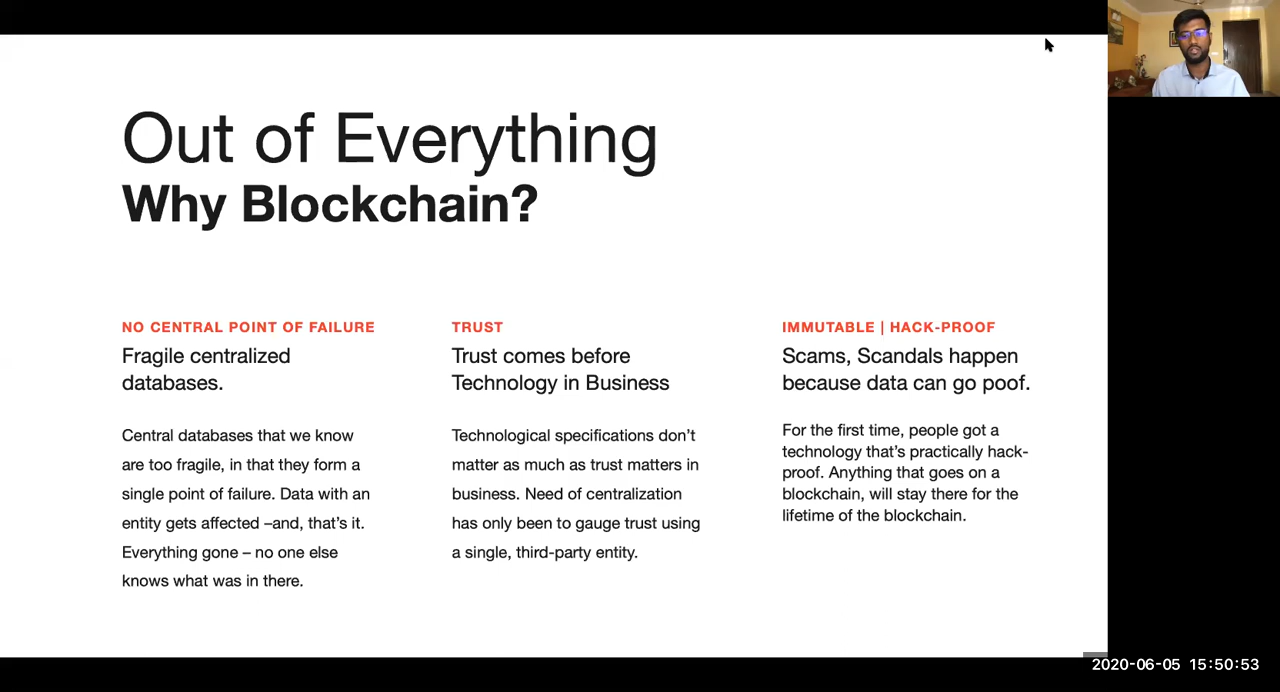 Out of Everything
Why Blockchain?
NO CENTRAL POINT OF FAILURE
Fragile centralized
databases.
Central databases that we know
are too fragile, in that they form a
single point of failure. Data with an
entity gets affected –and, that’s it.
Everything gone – no one else
knows what was in there.
TRUST
Trust comes before
Technology in Business
Technological specifications don’t
matter as much as trust matters in
business. Need of centralization
has only been to gauge trust using
a single, third-party entity.
IMMUTABLE | HACK-PROOF
Scams, Scandals happen
because data can go poof.
For the first time, people got a
technology that’s practically hack-
proof. Anything that goes on a
blockchain, will stay there for the
lifetime of the blockchain.
2020-06-05 15:50:53